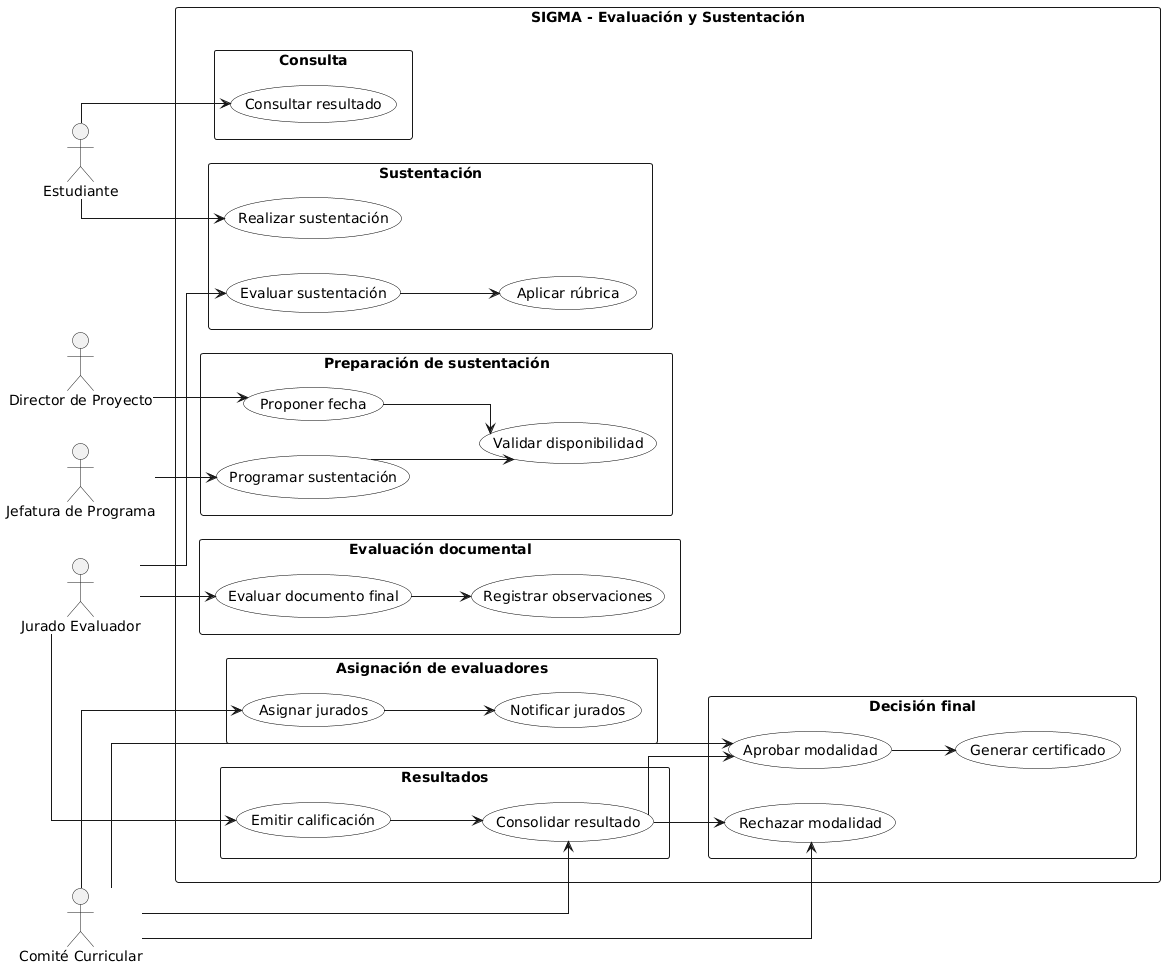 SIGMA - Evaluación y Sustentación
Consulta
Consultar resultado
Estudiante
Sustentación
Realizar sustentación
Evaluar sustentación
Aplicar rúbrica
Director de Proyecto
Preparación de sustentación
Proponer fecha
Validar disponibilidad
Programar sustentación
Jefatura de Programa
Evaluación documental
Evaluar documento final
Registrar observaciones
Jurado Evaluador
Asignación de evaluadores
Asignar jurados
Notificar jurados
Decisión final
Aprobar modalidad
Generar certificado
Resultados
Emitir calificación
Consolidar resultado
Rechazar modalidad
Comité Curricular